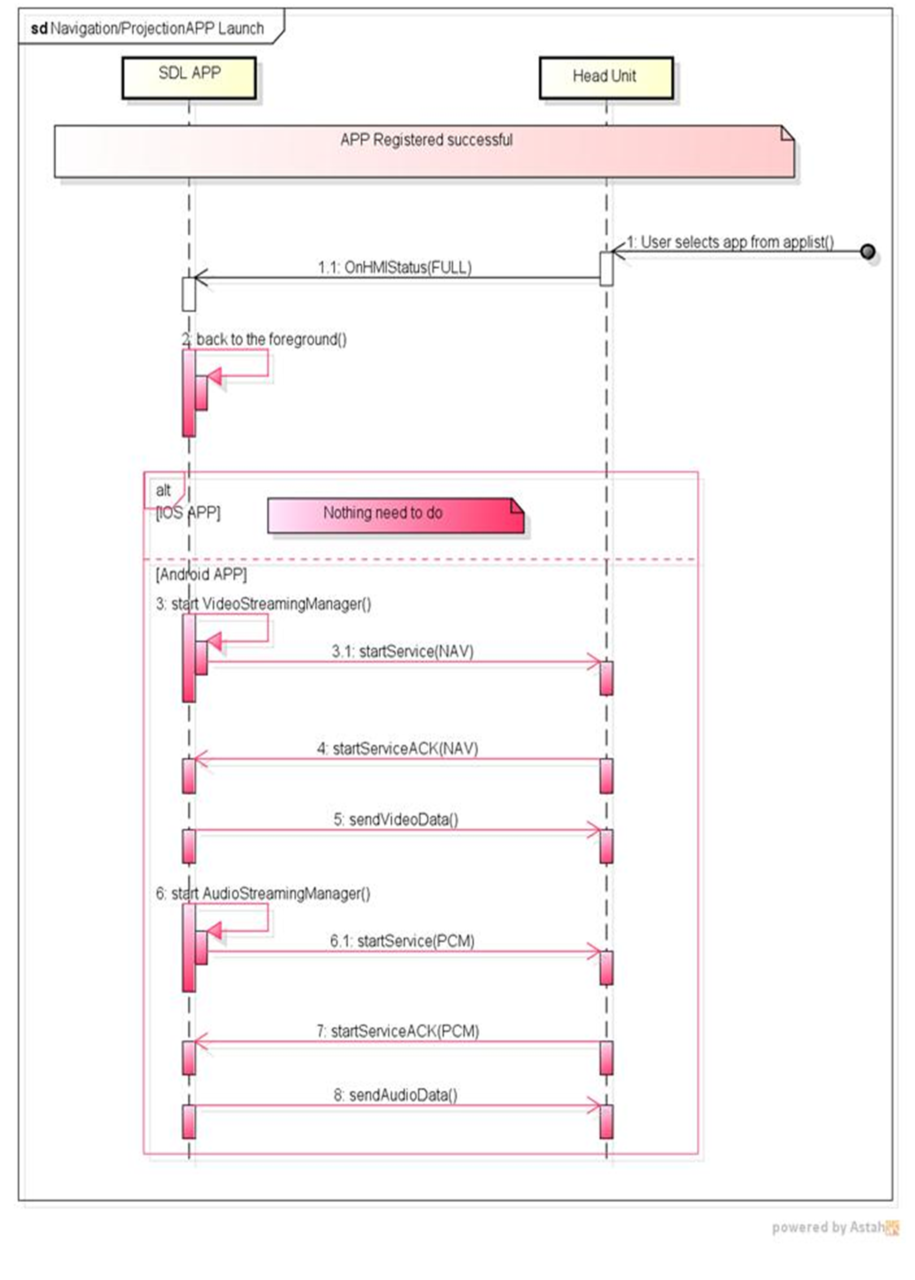 sd Navigation/ProjectionAPP Launch
SDL APP
Head Unit
APP Registered successful
1: User selects app from applist()
1.1: OnHMIStatus(FULL)
2: back to the foreground()
alt
[IOS APP]
Nothing need to do
[Android APP]
3: start VideoStreamingManager()
3.1: startService(NAV)
4: startServiceACK(NAV)
5: sendVideoData()
6: start AudioStreamingManager()
6.1: startService(PCM)
7: startServiceACK(PCM)
8: sendAudioData()
powered by Astah